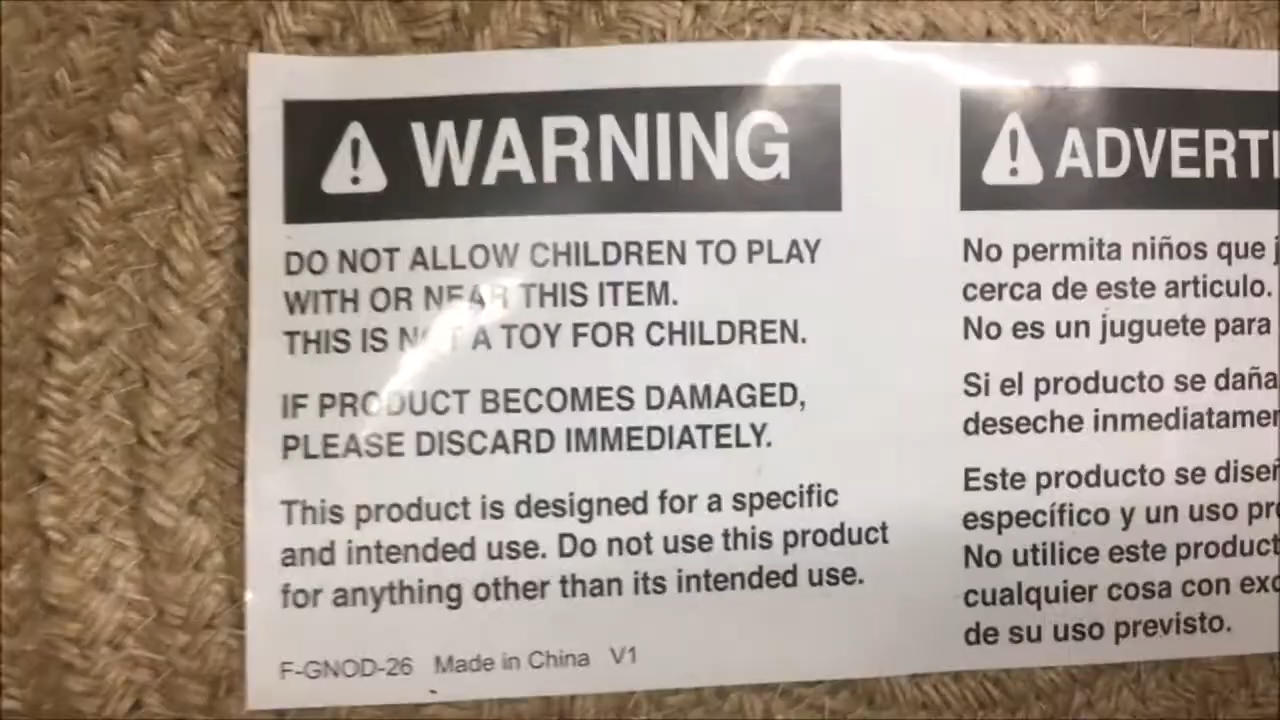 WARNING
DO NOT ALLOW CHILDREN TO PLAY
WITH OR NEAR THIS ITEM.
THIS IS NOT A TOY FOR CHILDREN.
IF PRODUCT BECOMES DAMAGED,
PLEASE DISCARD IMMEDIATELY.
This product is designed for a specific
and intended use. Do not use this product
for anything other than its intended use.
F-GNOD-26 Made in China V1
ADVERTI
No permita niños que j
cerca de este articulo.
No es un juguete para
Si el producto se daña
deseche inmediatamen
Este producto se diseñ
específico y un uso pre
No utilice este product
cualquier cosa con exc
de su uso previsto.